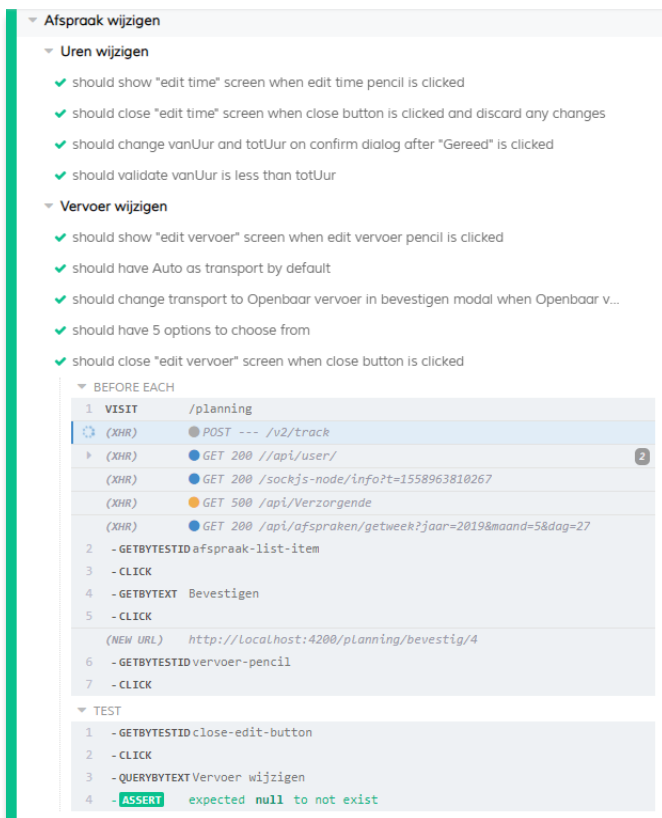 Afspraak wijzigen
Uren wijzigen
should show "edit time" screen when edit time pencil is clicked
should close "edit time" screen when close button is clicked and discard any changes
should change vanUur and totUur on confirm dialog after "Gereed" is clicked
should validate vanUur is less than totUur
Vervoer wijzigen
should show "edit vervoer" screen when edit vervoer pencil is clicked
should have Auto as transport by default
should change transport to Openbaar vervoer in bevestigen modal when Openbaar v...
should have 5 options to choose from
should close "edit vervoer" screen when close button is clicked
BEFORE EACH
1 VISIT /planning
(XHR) POST --- /v2/track
(XHR) GET 200 //api/user/ 2
(XHR) GET 200 /sockjs-node/info?t=1558963810267
(XHR) GET 500 /api/Verzorgende
(XHR) GET 200 /api/afspraken/getweek?jaar=2019&maand=5&dag=27
2 - GETBYTESTID afspraak-list-item
3 - CLICK
4 - GETBYTEXT Bevestigen
5 - CLICK
(NEW URL) http://localhost:4200/planning/bevestig/4
6 - GETBYTESTID vervoer-pencil
7 - CLICK
TEST
1 - GETBYTESTID close-edit-button
2 - CLICK
3 - QUERYBYTEXT Vervoer wijzigen
4 - ASSERT expected null to not exist